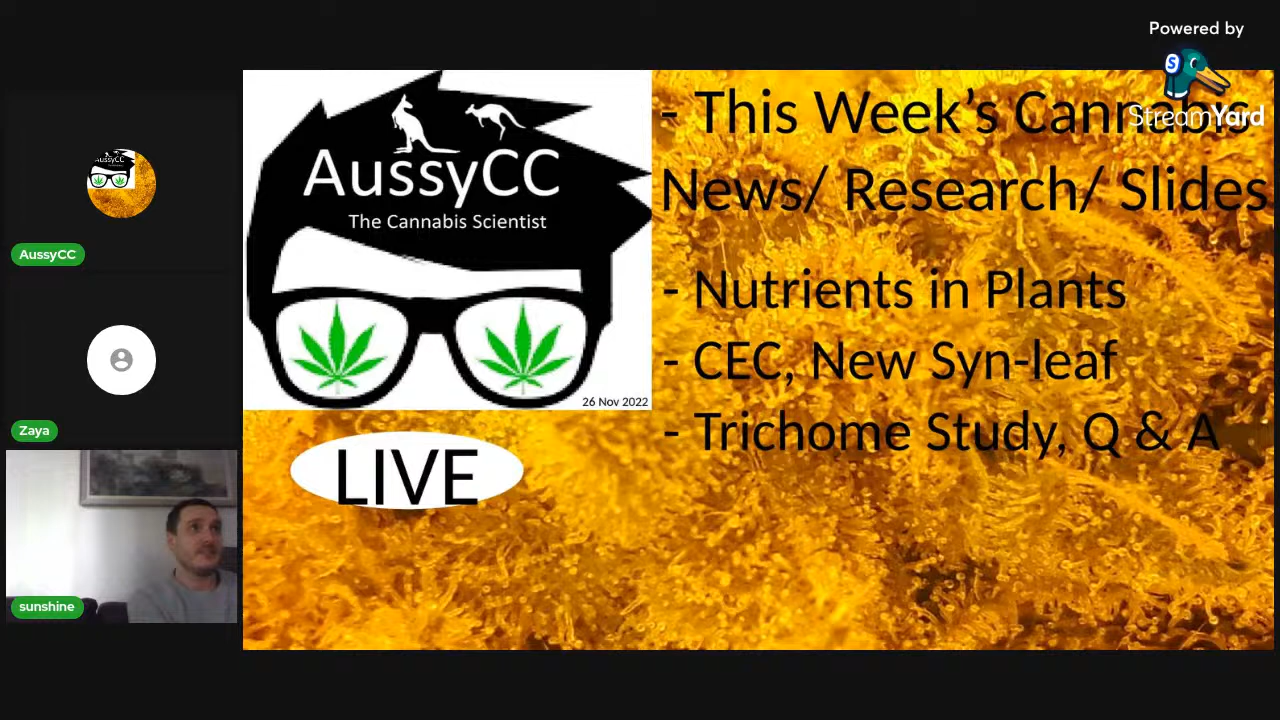 Powered by
StreamYard
AussyCC
The Cannabis Scientist
26 Nov 2022
LIVE
- This Week's Cannabis
News/ Research/ Slides
- Nutrients in Plants
- CEC, New Syn-leaf
- Trichome Study, Q & A
AussyCC
AussyCC
Zaya
sunshine